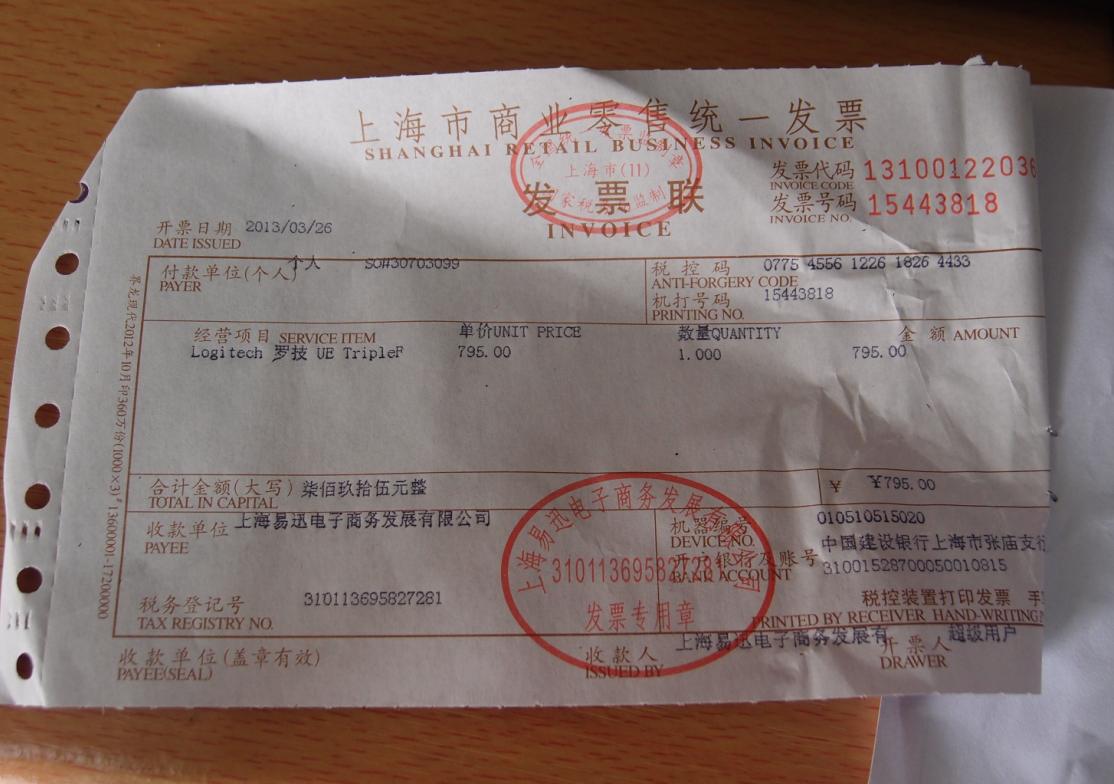 上海市商业零售统一发票
SHANGHAI RETAIL BUSINESS INVOICE
上海市(11)
发票联
INVOICE
发票代码 13100122036
INVOICE CODE
发票号码 15443818
INVOICE NO.
开票日期 2013/03/26
DATE ISSUED
付款单位(个人) 个人 SO#30703099
PAYER
税控码 0775 4556 1226 1826 4433
ANTI-FORGERY CODE
机打号码 15443818
PRINTING NO.
经营项目 SERVICE ITEM 单价UNIT PRICE 数量QUANTITY 金额 AMOUNT
Logitech 罗技 UE TripleF 795.00 1.000 795.00
合计金额(大写) 柒佰玖拾伍元整 ¥ ¥795.00
TOTAL IN CAPITAL
收款单位 上海易迅电子商务发展有限公司
PAYEE
机器编号 010510515020
DEVICE NO.
开户银行及账号 中国建设银行上海市张庙支行
BANK ACCOUNT 31001528700050010815
税务登记号 310113695827281
TAX REGISTRY NO.
上海易迅电子商务发展有限公司
310113695827281
发票专用章
税控装置打印发票 手
PRINTED BY RECEIVER HAND-WRITING
收款单位(盖章有效)
PAYEE(SEAL)
收款人 上海易迅电子商务发展有
ISSUED BY
开票人 超级用户
DRAWER